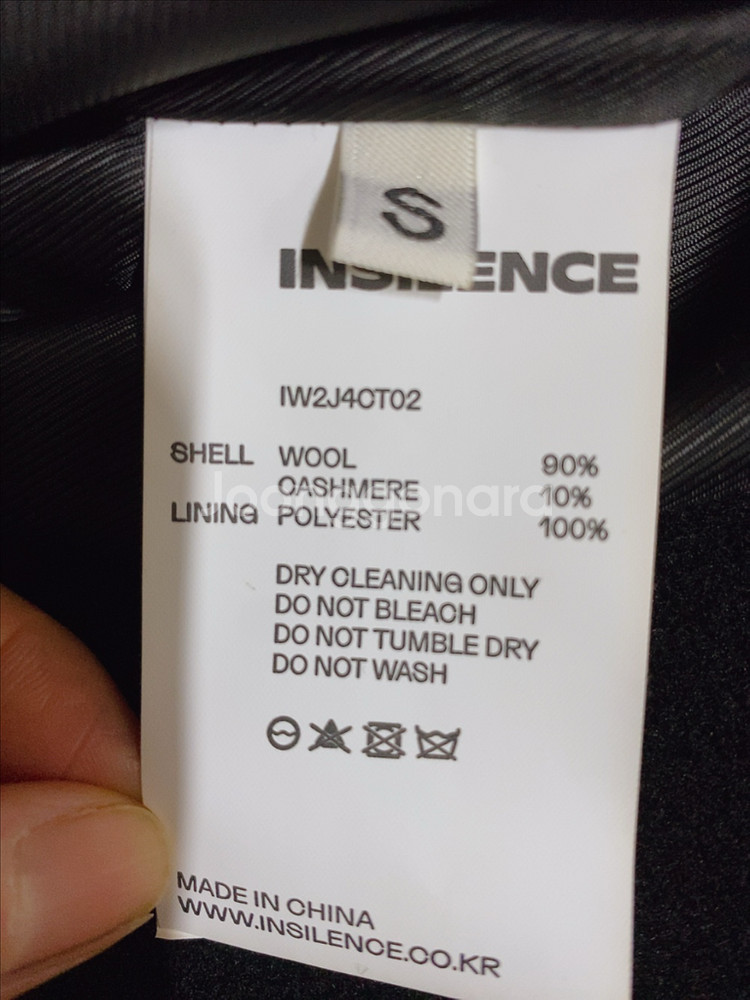 S
INSILENCE
IW2J4CT02
SHELL WOOL 90%
CASHMERE 10%
LINING POLYESTER 100%
DRY CLEANING ONLY
DO NOT BLEACH
DO NOT TUMBLE DRY
DO NOT WASH
MADE IN CHINA
WWW.INSILENCE.CO.KR